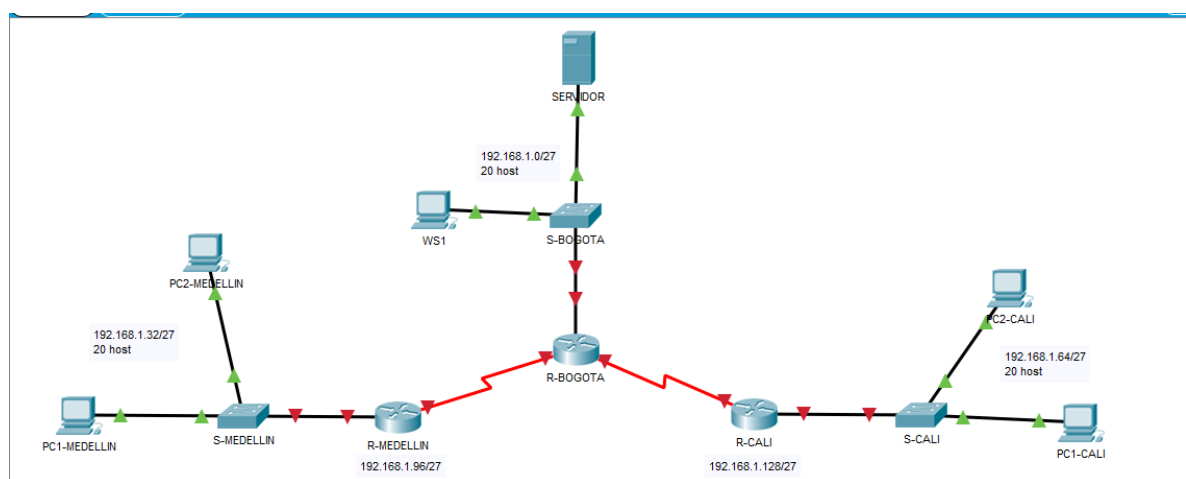 SERVIDOR
192.168.1.0/27
20 host
WS1
S-BOGOTA
PC2-MEDELLIN
192.168.1.32/27
20 host
PC2-CALI
192.168.1.64/27
20 host
R-BOGOTA
PC1-MEDELLIN
S-MEDELLIN
R-MEDELLIN
192.168.1.96/27
R-CALI
192.168.1.128/27
S-CALI
PC1-CALI